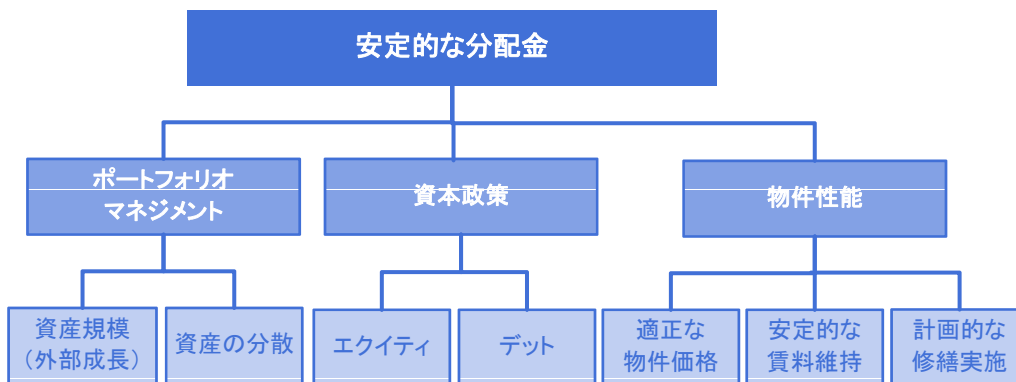 安定的な分配金
ポートフォリオ
マネジメント
資本政策
物件性能
資産規模
（外部成長）
資産の分散
エクイティ
デット
適正な
物件価格
安定的な
賃料維持
計画的な
修繕実施